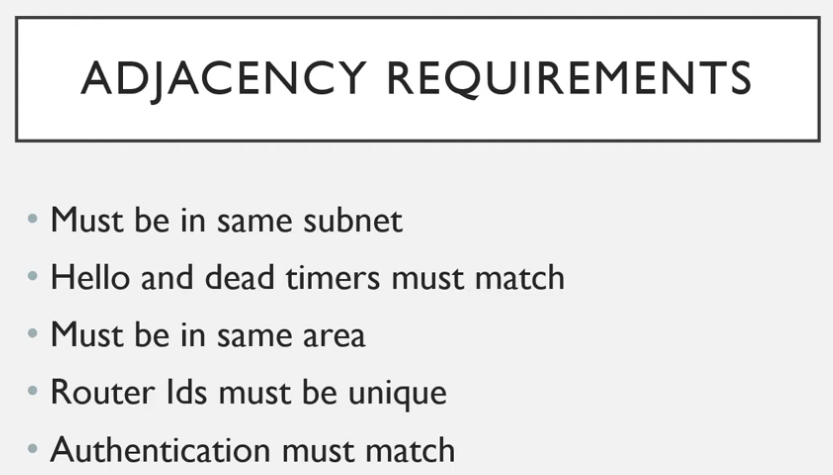 ADJACENCY REQUIREMENTS
• Must be in same subnet
• Hello and dead timers must match
• Must be in same area
• Router Ids must be unique
• Authentication must match